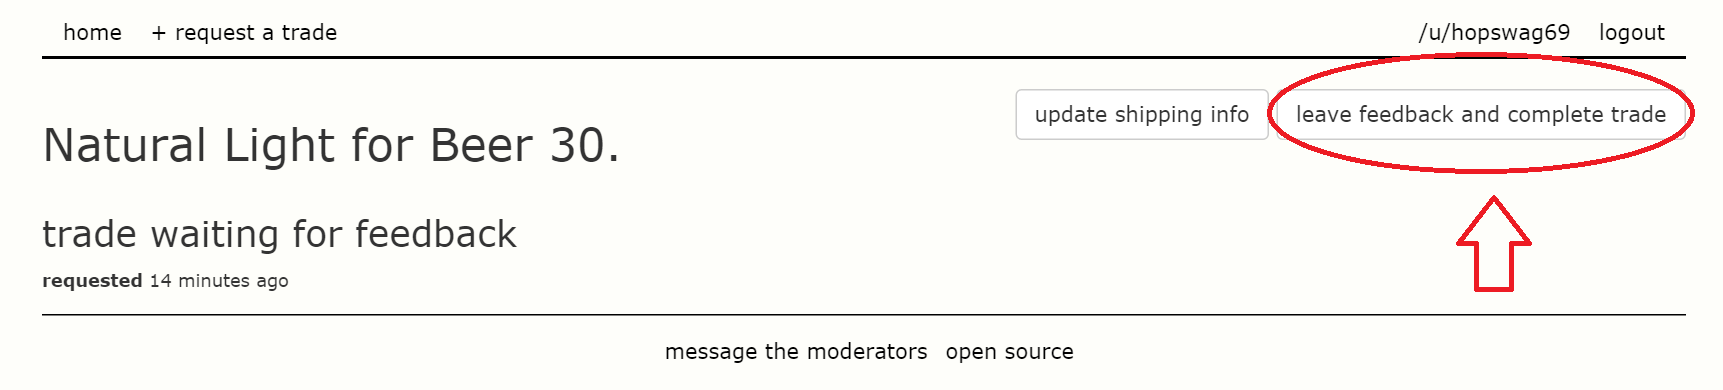 home + request a trade /u/hopswag69 logout
update shipping info leave feedback and complete trade
Natural Light for Beer 30.
trade waiting for feedback
requested 14 minutes ago
message the moderators open source